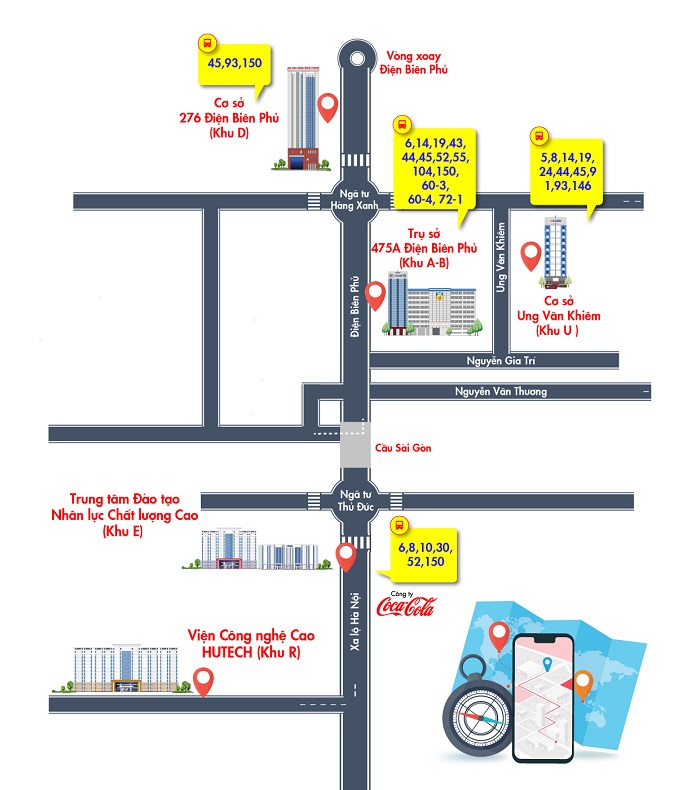 45,93,150
Vòng xoay
Điện Biên Phủ
Cơ sở
276 Điện Biên Phủ
(Khu D)
6,14,19,43,
44,45,52,55,
104,150,
60-3,
60-4, 72-1
5,8,14,19,
24,44,45,9
1,93,146
Ngã tư
Hàng Xanh
Trụ sở
475A Điện Biên Phủ
(Khu A-B)
Ung Văn Khiêm
Điện Biên Phủ
Cơ sở
Ung Văn Khiêm
(Khu U )
Nguyễn Gia Trí
Nguyễn Văn Thương
Cầu Sài Gòn
Trung tâm Đào tạo
Nhân lực Chất lượng Cao
(Khu E)
Ngã tư
Thủ Đức
6,8,10,30,
52,150
Công ty
Coca-Cola
Xa lộ Hà Nội
Viện Công nghệ Cao
HUTECH (Khu R)